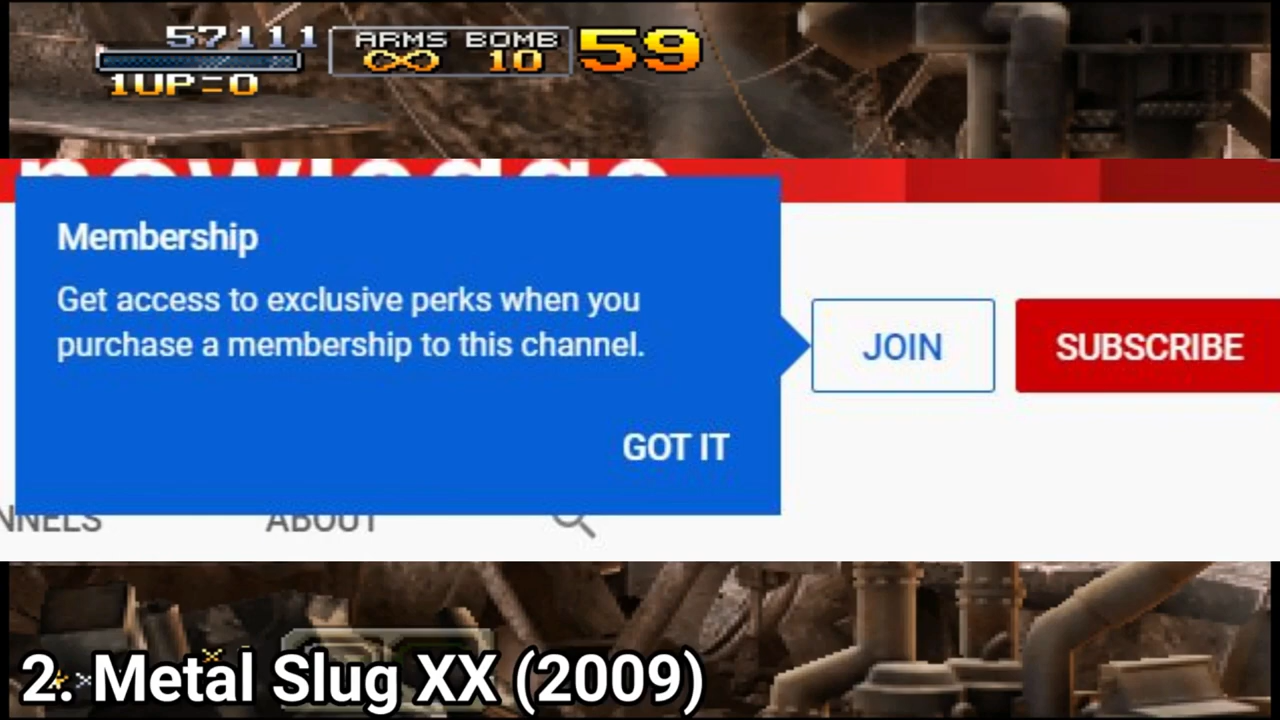 57111
ARMS BOMB
∞ 10
59
1UP=0
Membership
Get access to exclusive perks when you
purchase a membership to this channel.
GOT IT
JOIN
SUBSCRIBE
ABOUT
2. Metal Slug XX (2009)